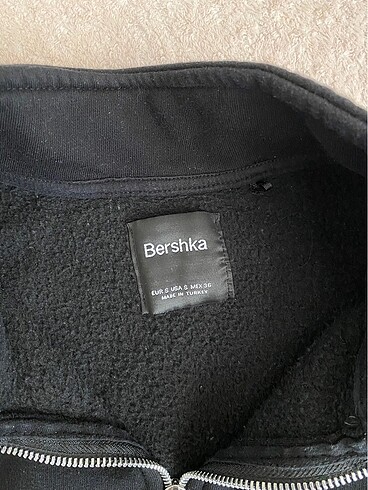 Bershka
EUR S USA S MEX 26
MADE IN TURKEY